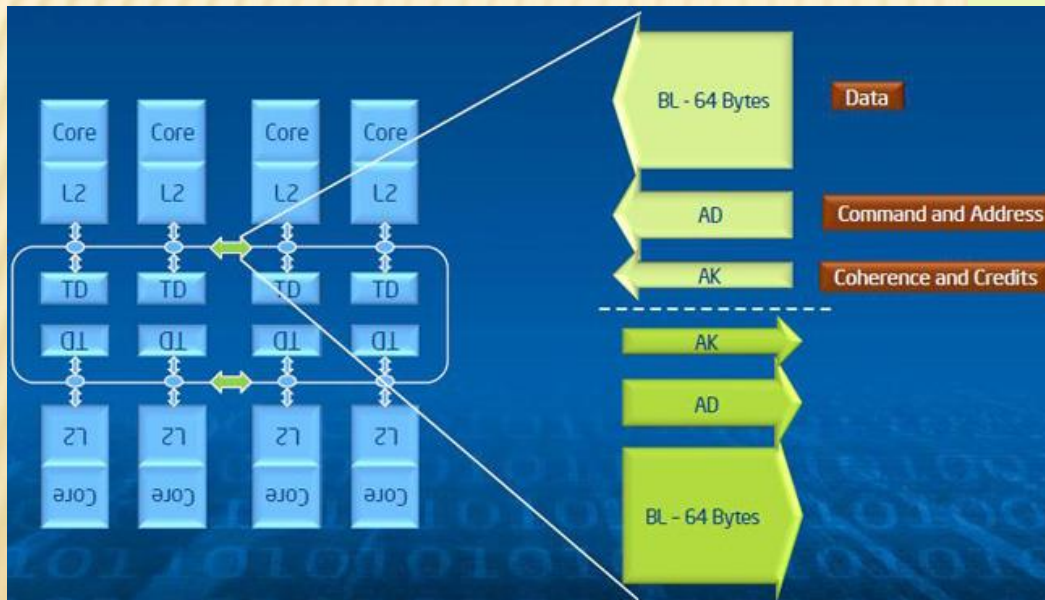 Core Core Core Core
L2 L2 L2 L2
TD TD TD TD
TD TD TD TD
L2 L2 L2 L2
Core Core Core Core
BL - 64 Bytes
Data
AD
Command and Address
AK
Coherence and Credits
AK
AD
BL - 64 Bytes